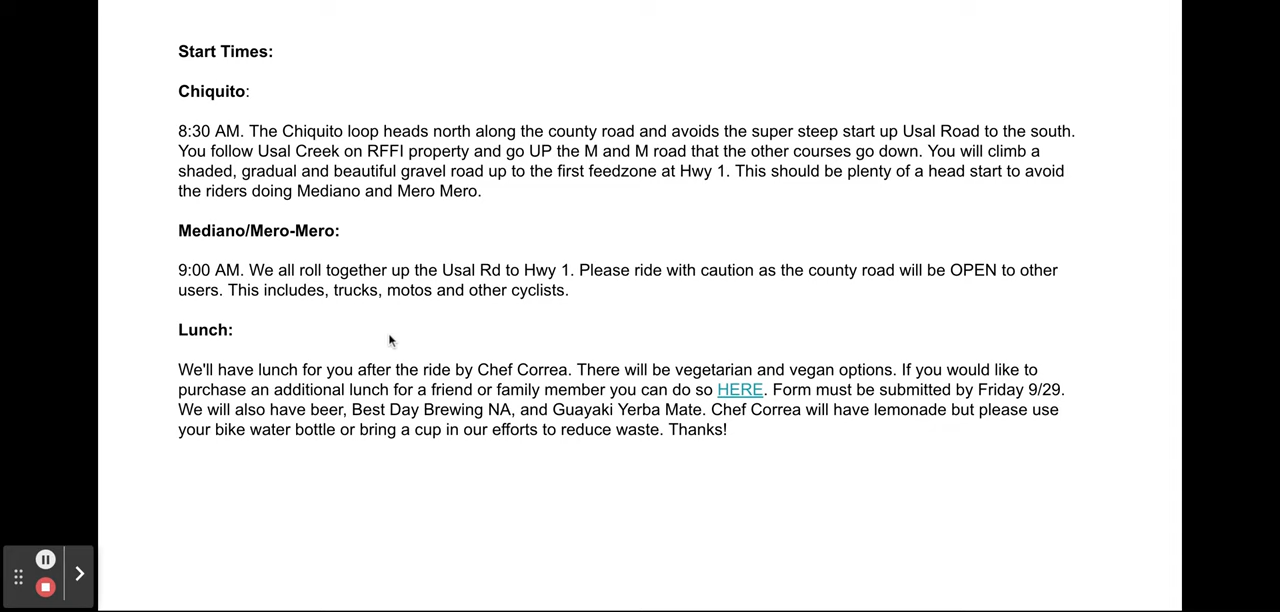 Start Times:
Chiquito:
8:30 AM. The Chiquito loop heads north along the county road and avoids the super steep start up Usal Road to the south.
You follow Usal Creek on RFFI property and go UP the M and M road that the other courses go down. You will climb a
shaded, gradual and beautiful gravel road up to the first feedzone at Hwy 1. This should be plenty of a head start to avoid
the riders doing Mediano and Mero Mero.
Mediano/Mero-Mero:
9:00 AM. We all roll together up the Usal Rd to Hwy 1. Please ride with caution as the county road will be OPEN to other
users. This includes, trucks, motos and other cyclists.
Lunch:
We'll have lunch for you after the ride by Chef Correa. There will be vegetarian and vegan options. If you would like to
purchase an additional lunch for a friend or family member you can do so HERE. Form must be submitted by Friday 9/29.
We will also have beer, Best Day Brewing NA, and Guayaki Yerba Mate. Chef Correa will have lemonade but please use
your bike water bottle or bring a cup in our efforts to reduce waste. Thanks!